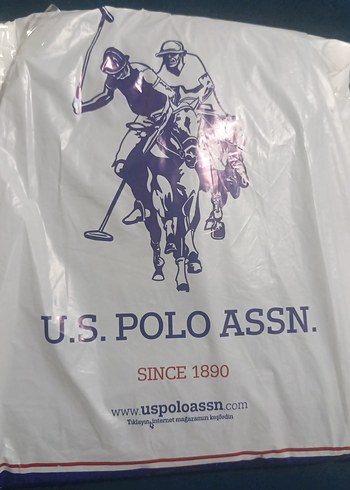 U.S. POLO ASSN.
SINCE 1890
www.uspoloassn.com
Tıklayın, internet mağazamızı keşfedin